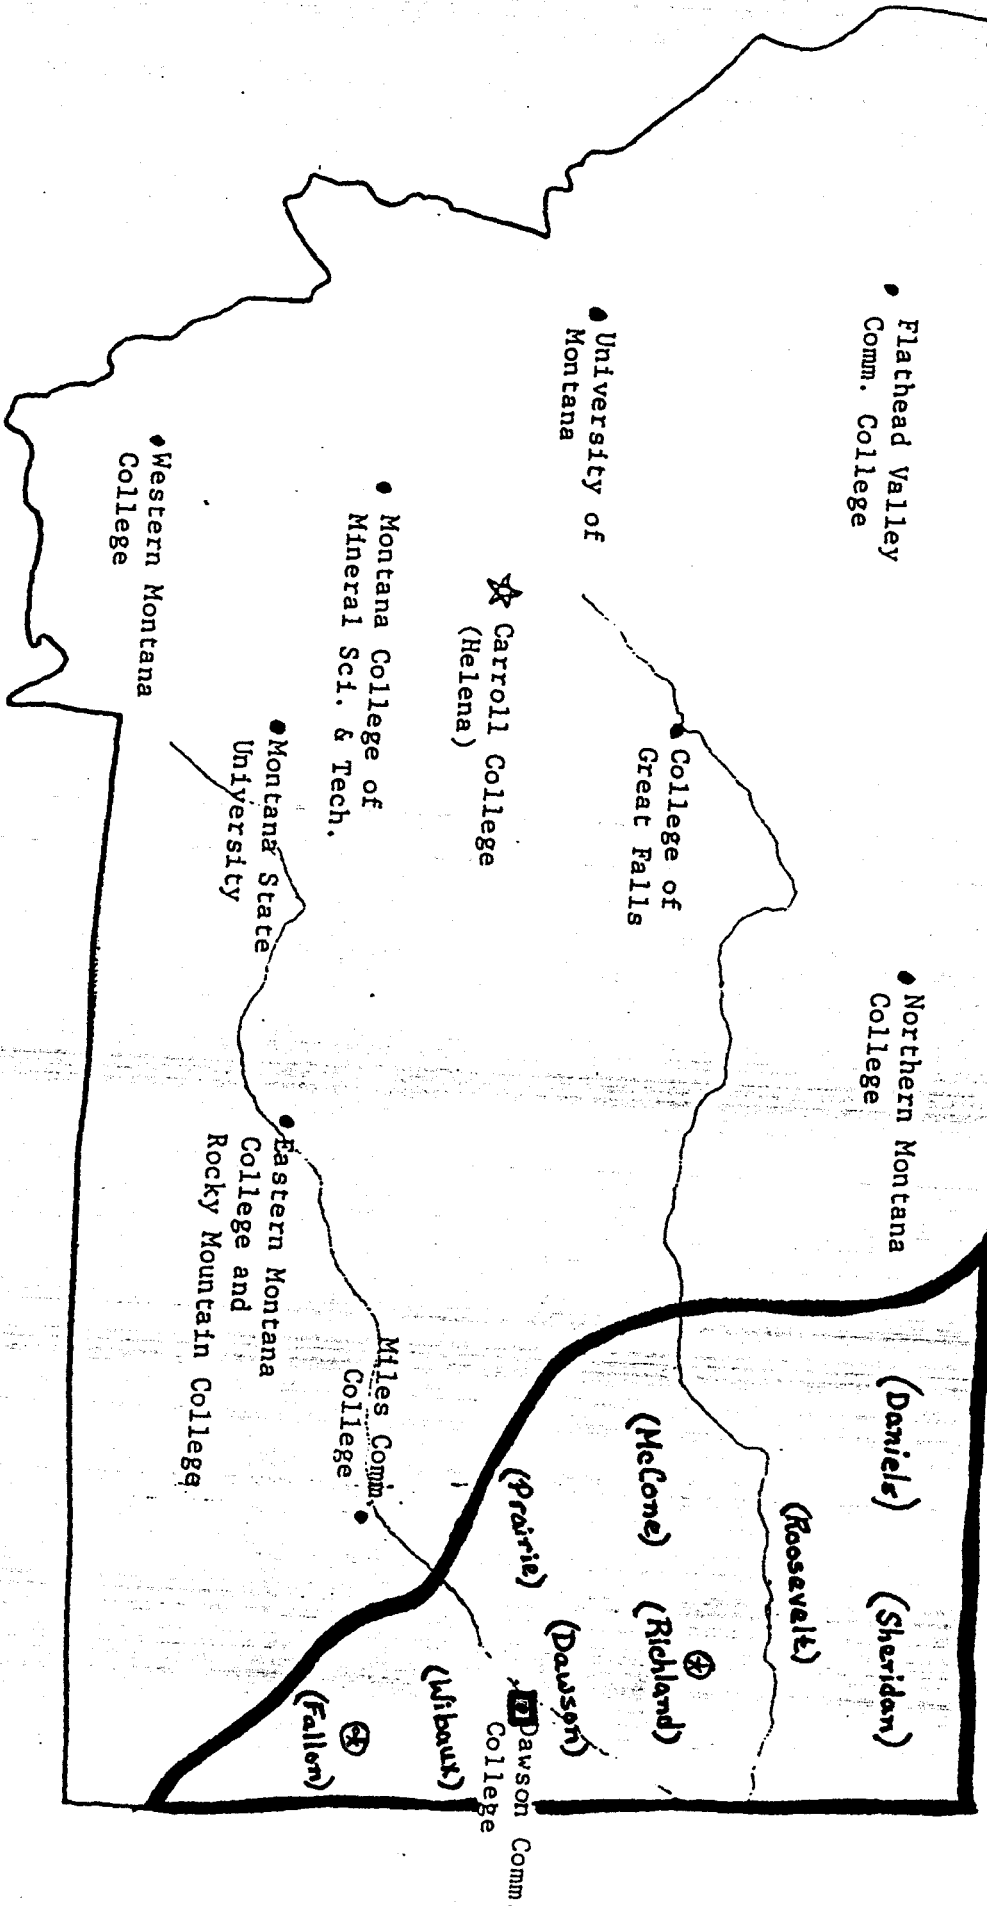 Flathead Valley
Comm. College
Northern Montana
College
(Daniels)
(Sheridan)
(Roosevelt)
University of
Montana
College of
Great Falls
(McCone)
(Richland)
Carroll College
(Helena)
(Prairie)
(Dawson)
Dawson Comm.
College
Montana College of
Mineral Sci. & Tech.
Miles Comm.
College
(Wibaux)
(Fallon)
Western Montana
College
Montana State
University
Eastern Montana
College and
Rocky Mountain College